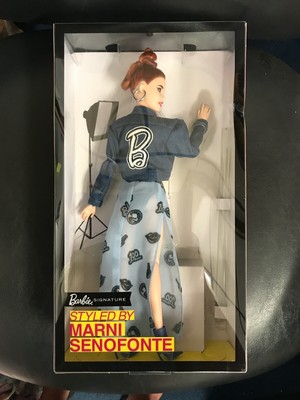 B
Barbie SIGNATURE
STYLED BY
MARNI
SENOFONTE